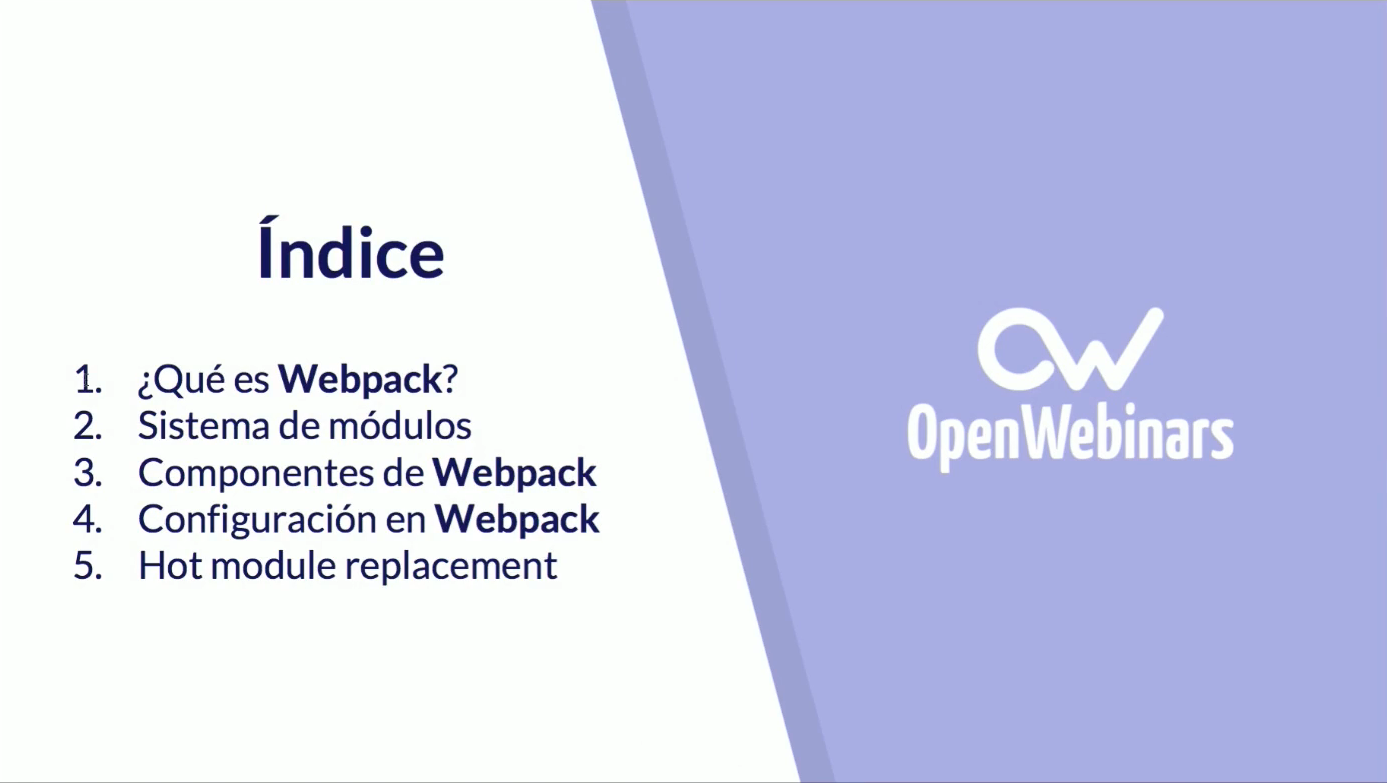 Índice
1. ¿Qué es Webpack?
2. Sistema de módulos
3. Componentes de Webpack
4. Configuración en Webpack
5. Hot module replacement
OpenWebinars